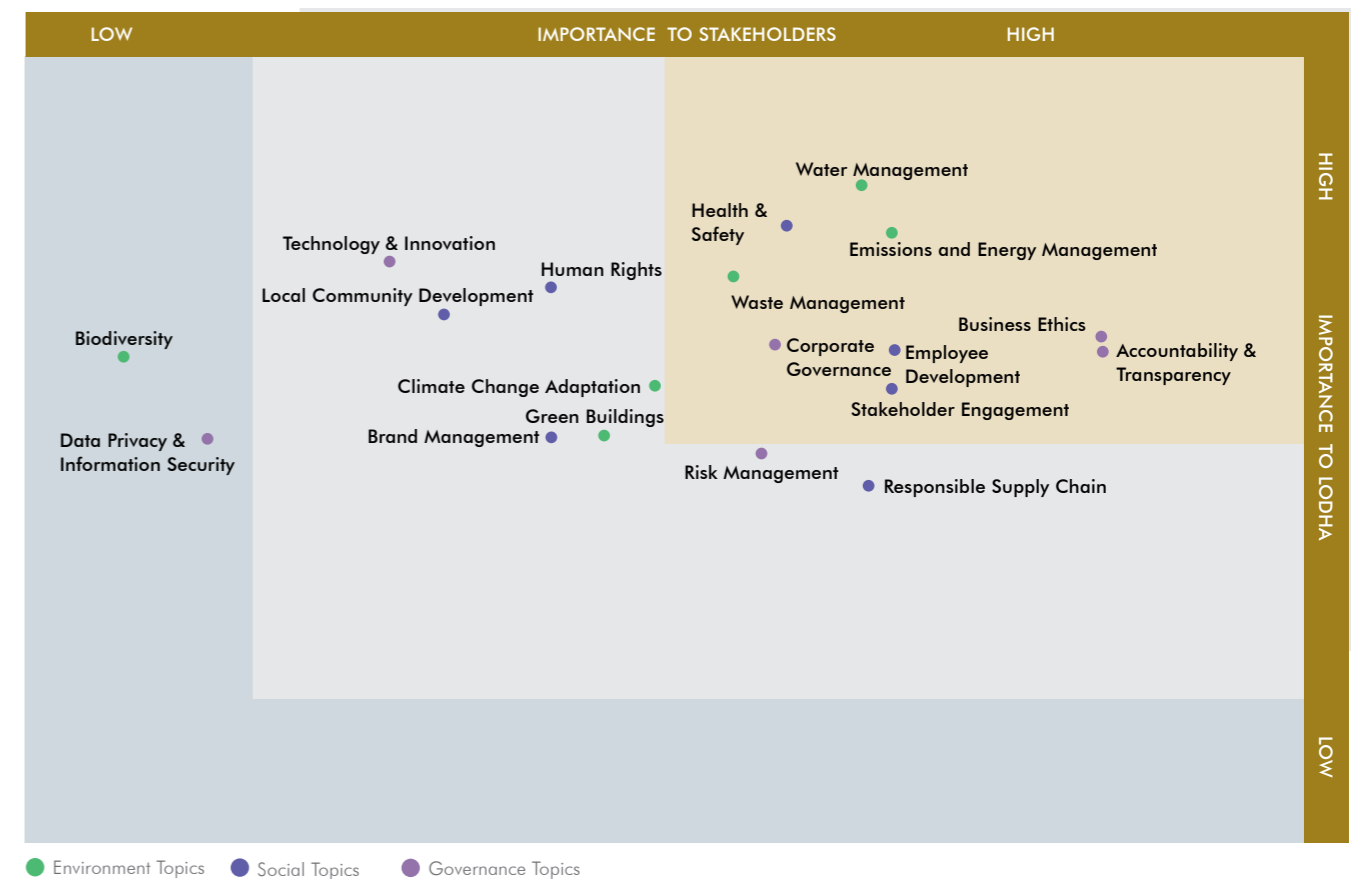 LOW
IMPORTANCE TO STAKEHOLDERS
HIGH
HIGH
IMPORTANCE TO LODHA
LOW
Water Management
Health &
Safety
Emissions and Energy Management
Technology & Innovation
Human Rights
Local Community Development
Waste Management
Business Ethics
Biodiversity
Corporate
Governance
Employee
Development
Accountability &
Transparency
Climate Change Adaptation
Stakeholder Engagement
Green Buildings
Brand Management
Data Privacy &
Information Security
Risk Management
Responsible Supply Chain
Environment Topics
Social Topics
Governance Topics